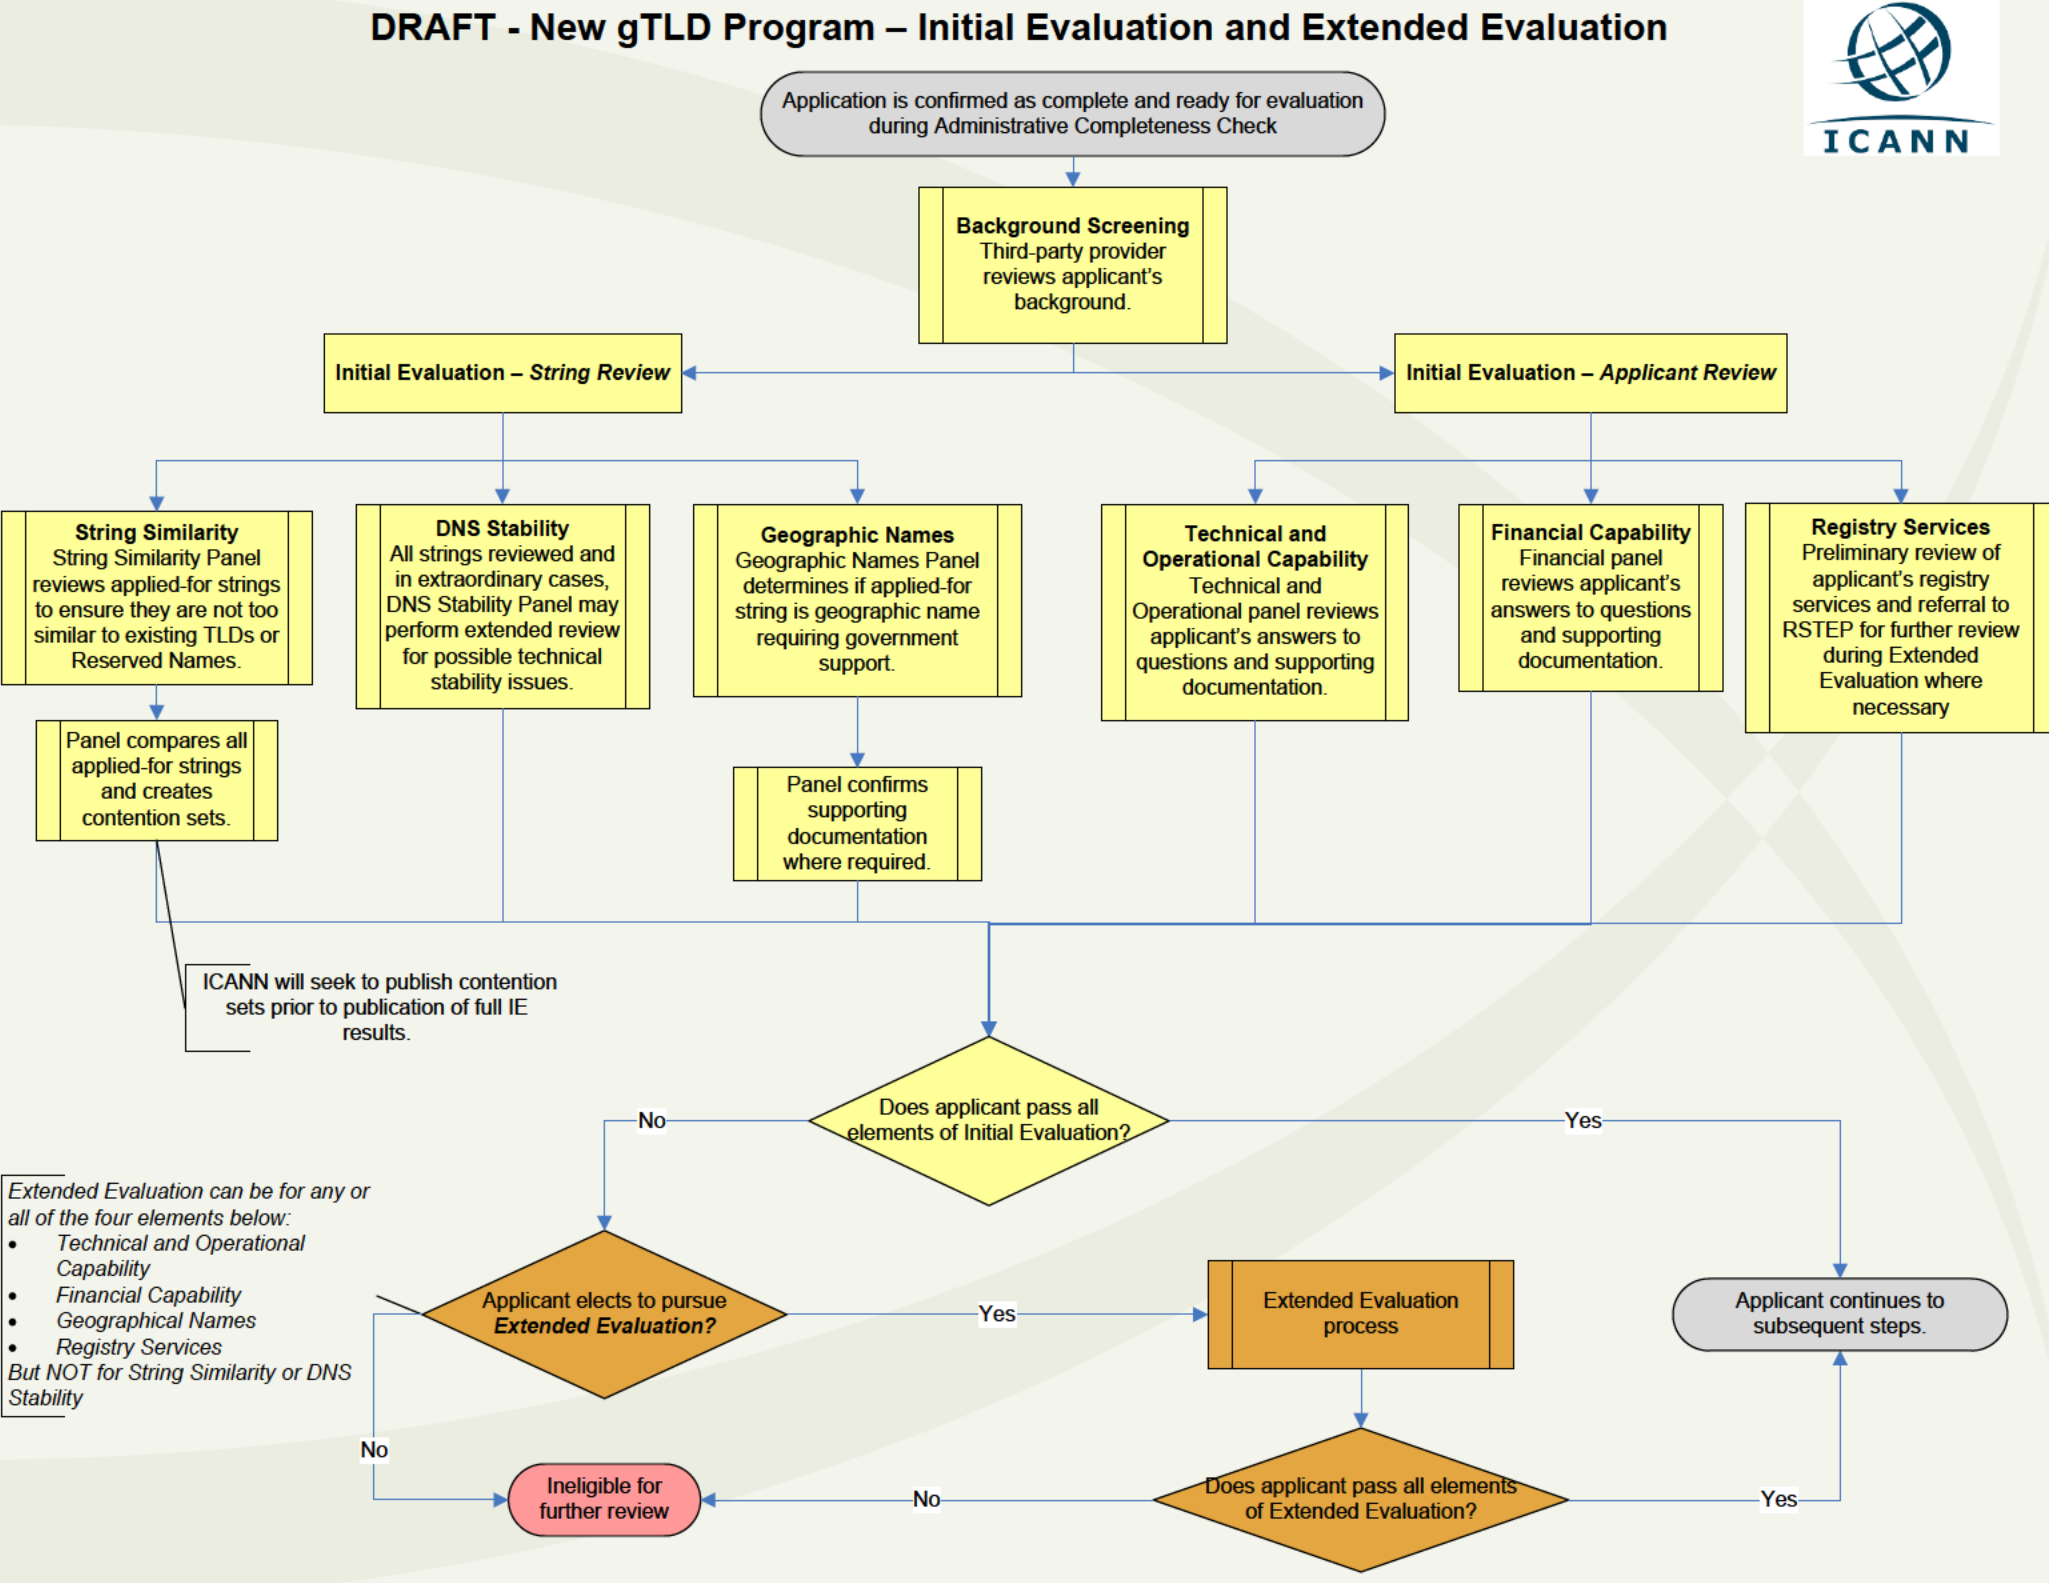 DRAFT - New gTLD Program – Initial Evaluation and Extended Evaluation
ICANN
Application is confirmed as complete and ready for evaluation
during Administrative Completeness Check
Background Screening
Third-party provider
reviews applicant’s
background.
Initial Evaluation – String Review
Initial Evaluation – Applicant Review
String Similarity
String Similarity Panel
reviews applied-for strings
to ensure they are not too
similar to existing TLDs or
Reserved Names.
DNS Stability
All strings reviewed and
in extraordinary cases,
DNS Stability Panel may
perform extended review
for possible technical
stability issues.
Geographic Names
Geographic Names Panel
determines if applied-for
string is geographic name
requiring government
support.
Technical and
Operational Capability
Technical and
Operational panel reviews
applicant’s answers to
questions and supporting
documentation.
Financial Capability
Financial panel
reviews applicant’s
answers to questions
and supporting
documentation.
Registry Services
Preliminary review of
applicant’s registry
services and referral to
RSTEP for further review
during Extended
Evaluation where
necessary
Panel compares all
applied-for strings
and creates
contention sets.
Panel confirms
supporting
documentation
where required.
ICANN will seek to publish contention
sets prior to publication of full IE
results.
Does applicant pass all
elements of Initial Evaluation?
No
Yes
Extended Evaluation can be for any or
all of the four elements below:
• Technical and Operational
Capability
• Financial Capability
• Geographical Names
• Registry Services
But NOT for String Similarity or DNS
Stability
Applicant elects to pursue
Extended Evaluation?
Yes
Extended Evaluation
process
Applicant continues to
subsequent steps.
No
Ineligible for
further review
No
Does applicant pass all elements
of Extended Evaluation?
Yes